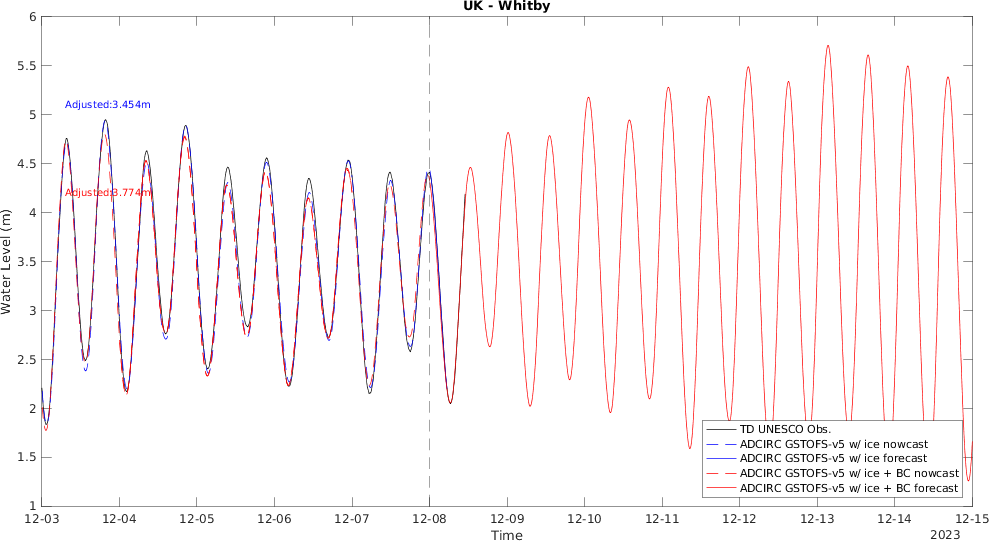 UK - Whitby
6
5.5
5
4.5
4
3.5
3
2.5
2
1.5
1
Water Level (m)
Adjusted:3.454m
Adjusted:3.774m
TD UNESCO Obs.
ADCIRC GSTOFS-v5 w/ ice nowcast
ADCIRC GSTOFS-v5 w/ ice forecast
ADCIRC GSTOFS-v5 w/ ice + BC nowcast
ADCIRC GSTOFS-v5 w/ ice + BC forecast
12-03 12-04 12-05 12-06 12-07 12-08 12-09 12-10 12-11 12-12 12-13 12-14 12-15
Time
2023